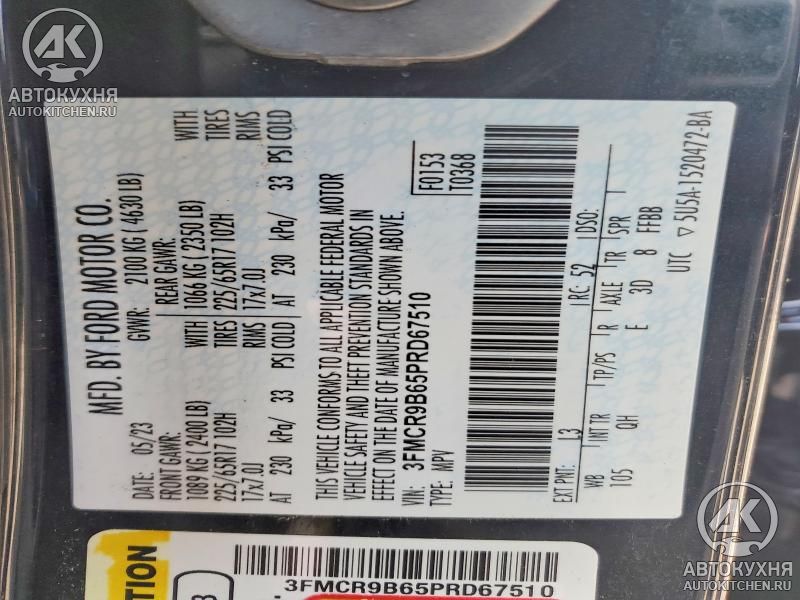 AK
АВТОКУХНЯ
AUTOKITCHEN.RU
MFD. BY FORD MOTOR CO.
DATE: 05/23 GVWR: 2100 KG ( 4630 LB)
FRONT GAWR: REAR GAWR:
1089 KG ( 2400 LB) WITH 1066 KG ( 2350 LB) WITH
225/65R17 102H TIRES 225/65R17 102H TIRES
17x7.0J RIMS 17x7.0J RIMS
AT 230 kPa/ 33 PSI COLD AT 230 kPa/ 33 PSI COLD
THIS VEHICLE CONFORMS TO ALL APPLICABLE FEDERAL MOTOR
VEHICLE SAFETY AND THEFT PREVENTION STANDARDS IN
EFFECT ON THE DATE OF MANUFACTURE SHOWN ABOVE.
VIN: 3FMCR9B65PRD67510 F0153
TYPE: MPV T0368
EXT PNT: L3 RC: 52 DSO:
WB INT TR TP/PS R AXLE TR SPR
105 QH E 3D 8 FFBB
UTC ▽ 5U5A-1520472-BA
TION
3FMCR9B65PRD67510
AK
АВТОКУХНЯ
AUTOKITCHEN.RU